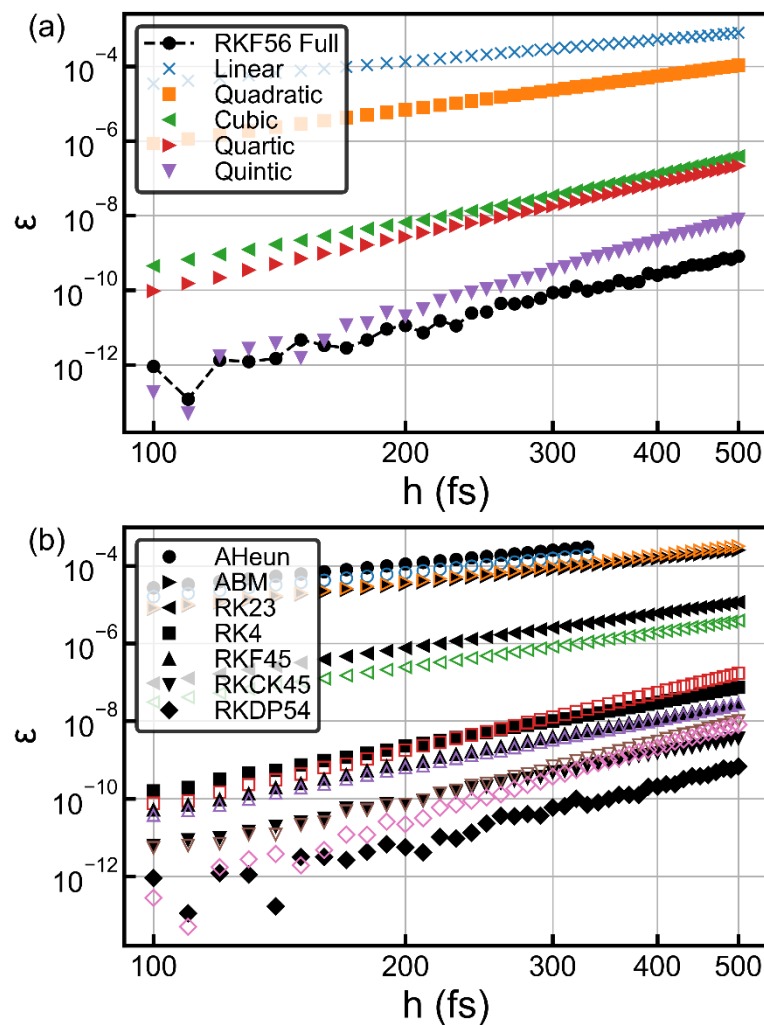 (a)
RKF56 Full
Linear
Quadratic
Cubic
Quartic
Quintic
10⁻⁴
10⁻⁶
10⁻⁸
10⁻¹⁰
10⁻¹²
ε
100 200 300 400 500
h (fs)
(b)
AHeun
ABM
RK23
RK4
RKF45
RKCK45
RKDP54
10⁻⁴
10⁻⁶
10⁻⁸
10⁻¹⁰
10⁻¹²
ε
100 200 300 400 500
h (fs)